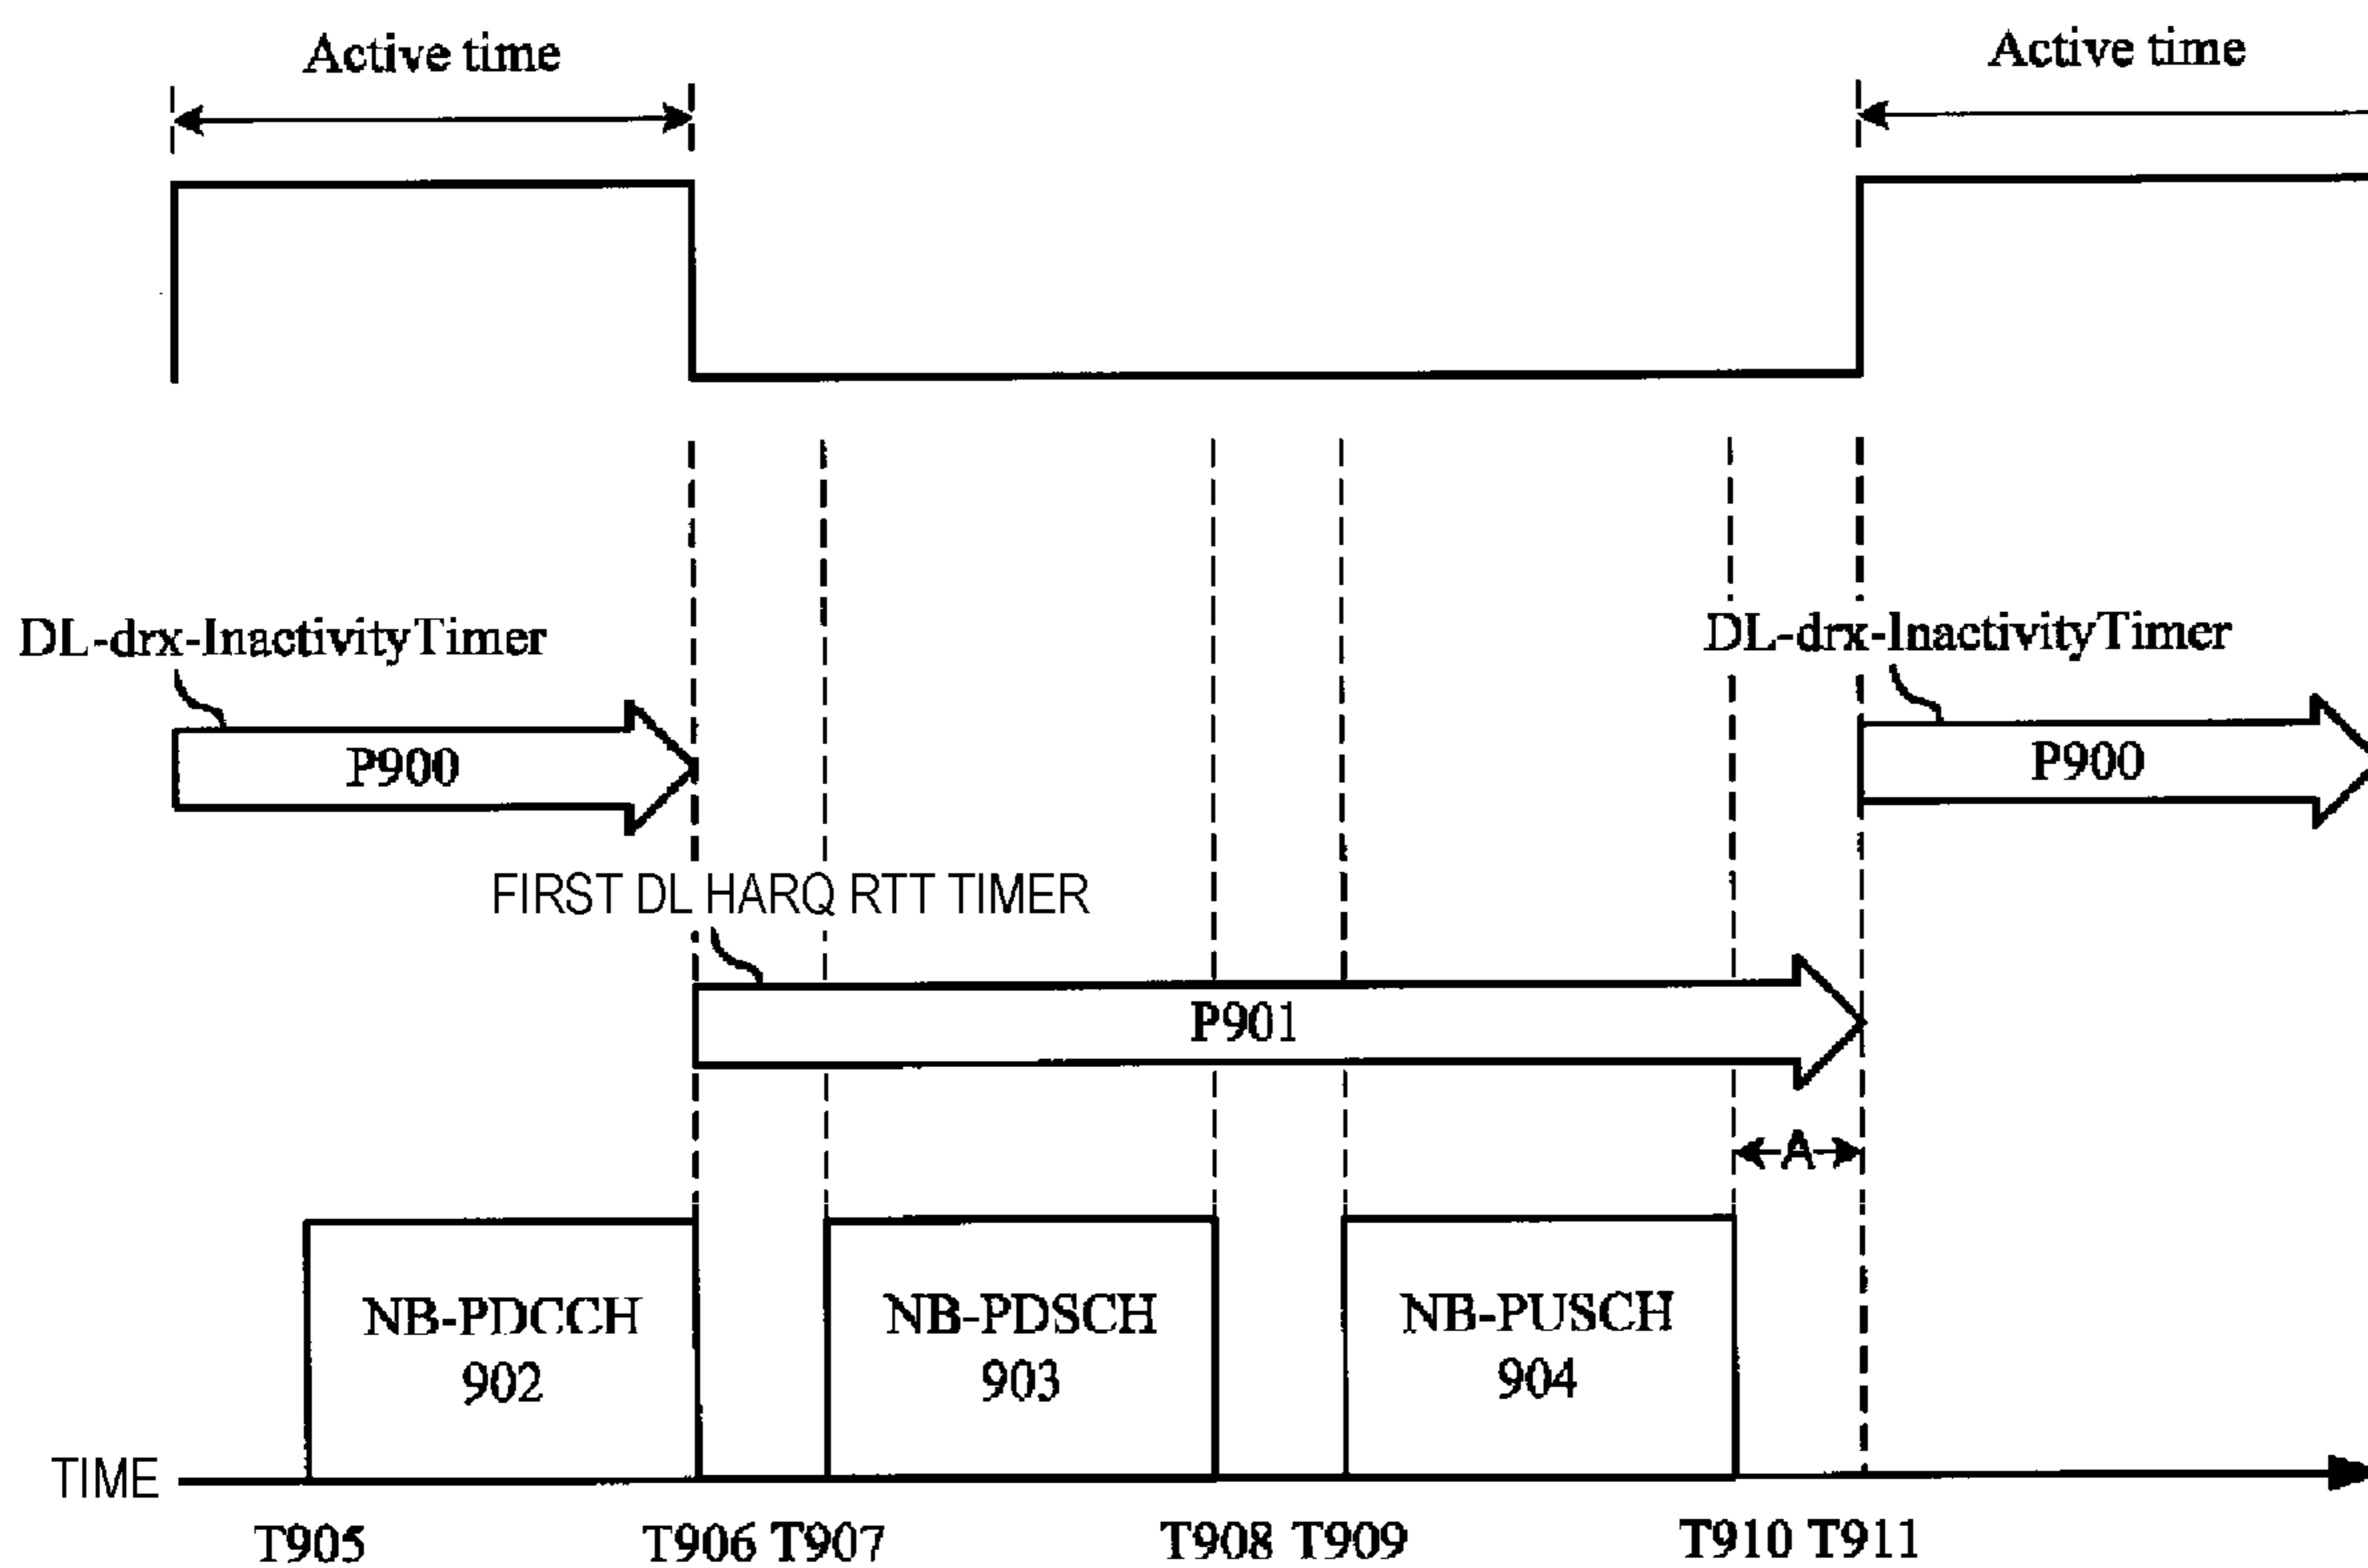 Active time
Active time
DL-drx-InactivityTimer
DL-drx-InactivityTimer
P900
P900
FIRST DL HARQ RTT TIMER
P901
A
NB-PDCCH
902
NB-PDSCH
903
NB-PUSCH
904
TIME
T905 T906 T907 T908 T909 T910 T911